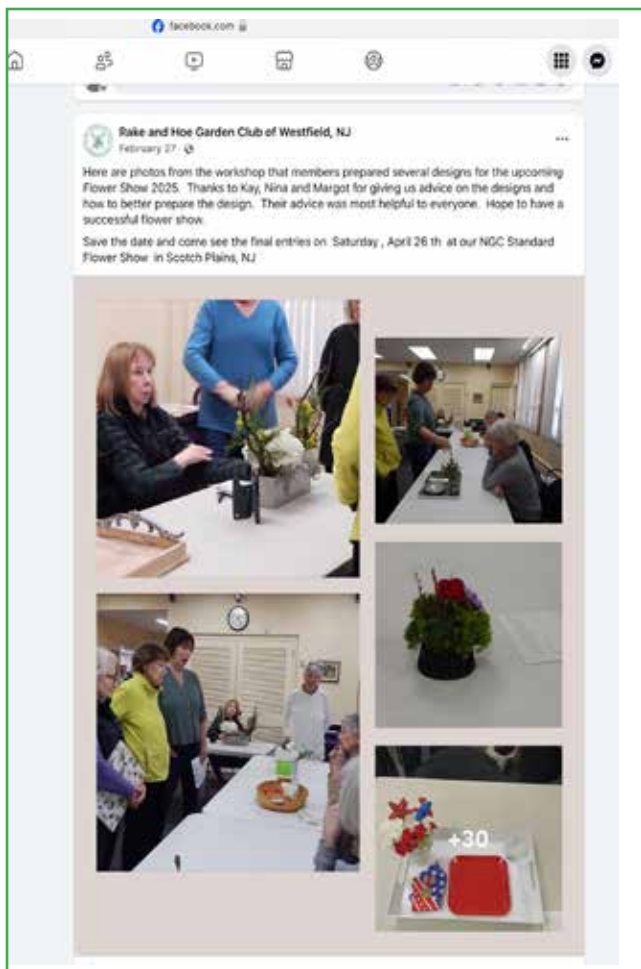 facebook.com
Rake and Hoe Garden Club of Westfield, NJ
February 27
Here are photos from the workshop that members prepared several designs for the upcoming
Flower Show 2025. Thanks to Kay, Nina and Margot for giving us advice on the designs and
how to better prepare the design. Their advice was most helpful to everyone. Hope to have a
successful flower show.
Save the date and come see the final entries on Saturday , April 26 th at our NGC Standard
Flower Show in Scotch Plains, NJ
+30